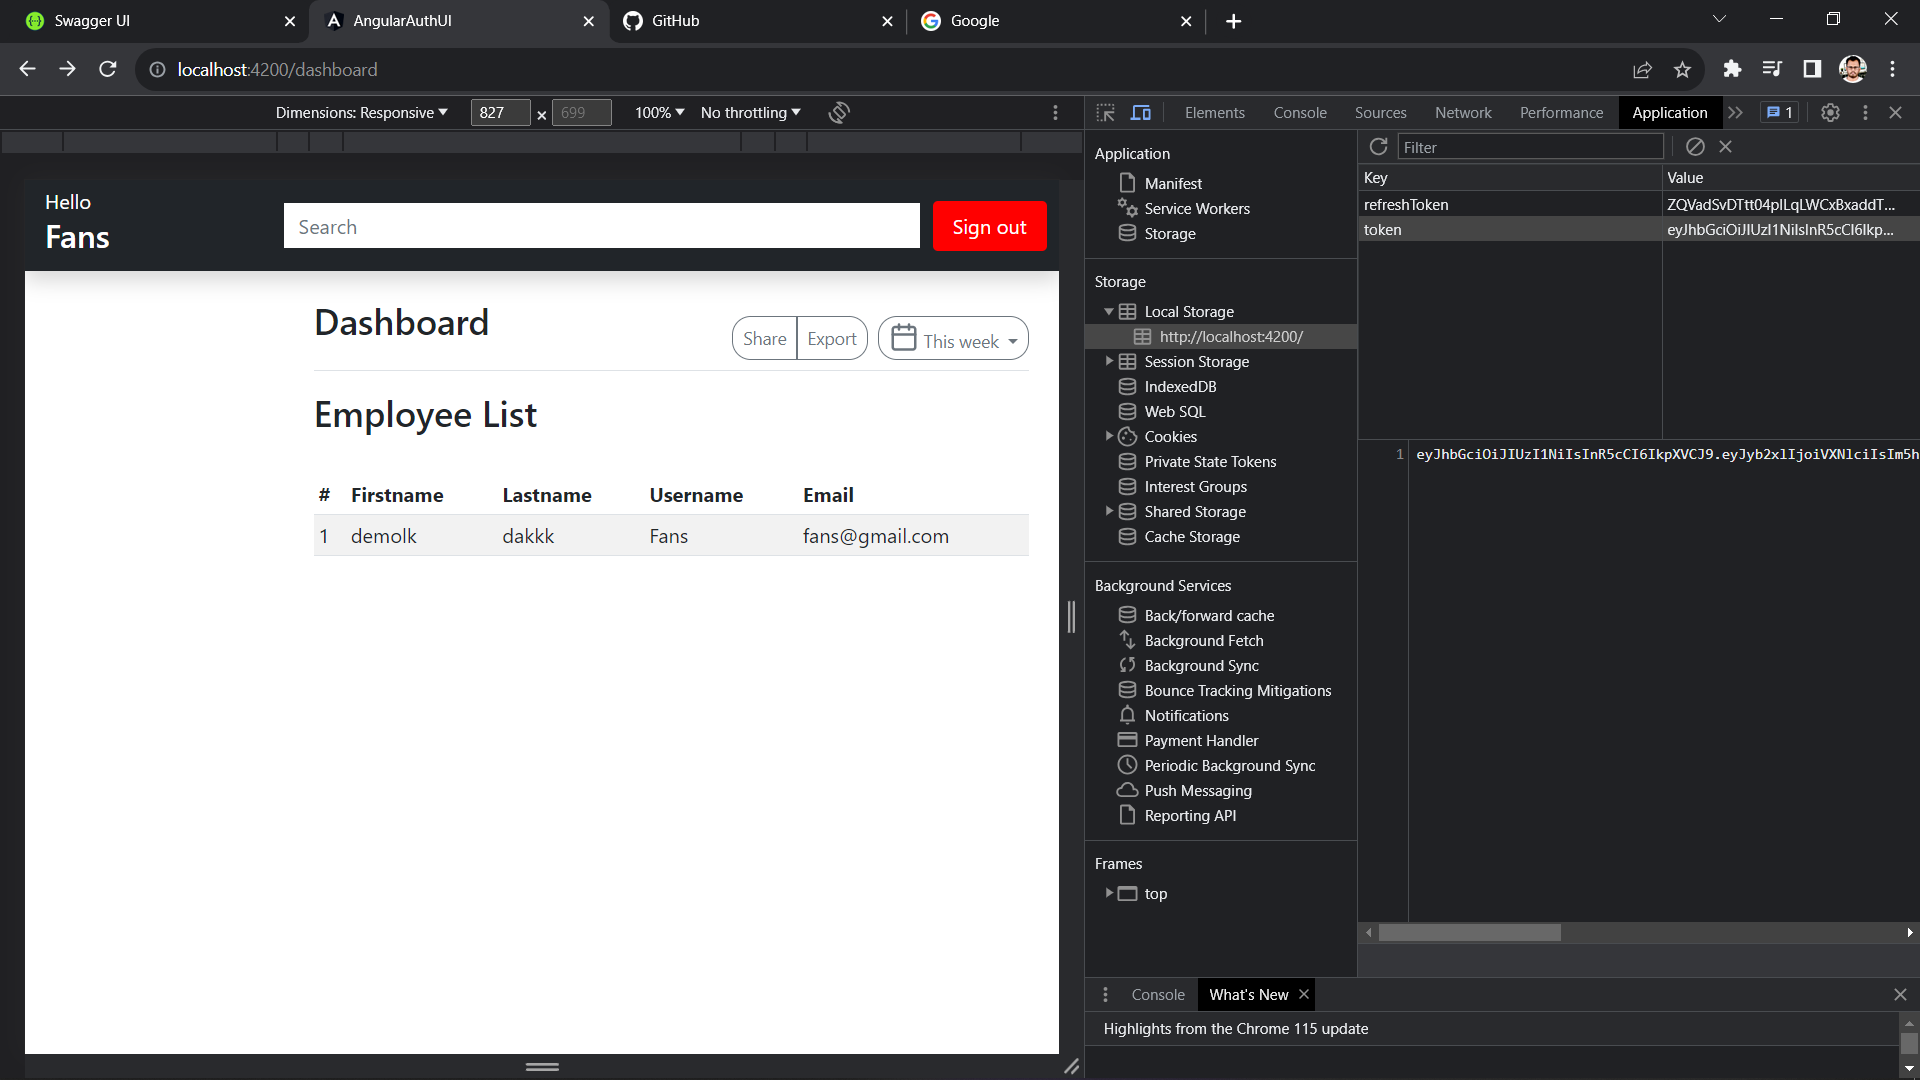 Swagger UI
AngularAuthUI
GitHub
Google
localhost:4200/dashboard
Dimensions: Responsive
827 × 699
100%
No throttling
Elements
Console
Sources
Network
Performance
Application
1
Hello
Fans
Search
Sign out
Dashboard
Share
Export
This week
Employee List
# Firstname Lastname Username Email
1 demolk dakkk Fans fans@gmail.com
Application
Manifest
Service Workers
Storage
Storage
Local Storage
http://localhost:4200/
Session Storage
IndexedDB
Web SQL
Cookies
Private State Tokens
Interest Groups
Shared Storage
Cache Storage
Background Services
Back/forward cache
Background Fetch
Background Sync
Bounce Tracking Mitigations
Notifications
Payment Handler
Periodic Background Sync
Push Messaging
Reporting API
Frames
top
Filter
Key Value
refreshToken
token
1 eyJhbGciOiJIUzI1NiIsInR5cCI6IkpXVCJ9.eyJyb2xlIjoiVXNlciIsIm5h
Console
What's New
Highlights from the Chrome 115 update